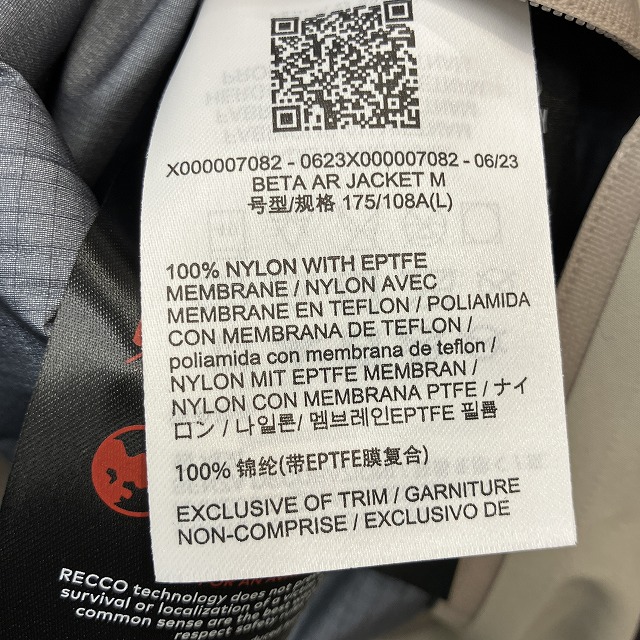 X000007082 - 0623X000007082 - 06/23
BETA AR JACKET M
号型/规格 175/108A(L)
100% NYLON WITH EPTFE
MEMBRANE / NYLON AVEC
MEMBRANE EN TEFLON / POLIAMIDA
CON MEMBRANA DE TEFLON /
poliamida con membrana de teflon /
NYLON MIT EPTFE MEMBRAN /
NYLON CON MEMBRANA PTFE / ナイ
ロン / 나일론/ 멤브레인EPTFE 필름
100% 锦纶(带EPTFE膜复合)
EXCLUSIVE OF TRIM / GARNITURE
NON-COMPRISE / EXCLUSIVO DE
RECCO technology does not
survival or localization of a
common sense are the best
respect safety